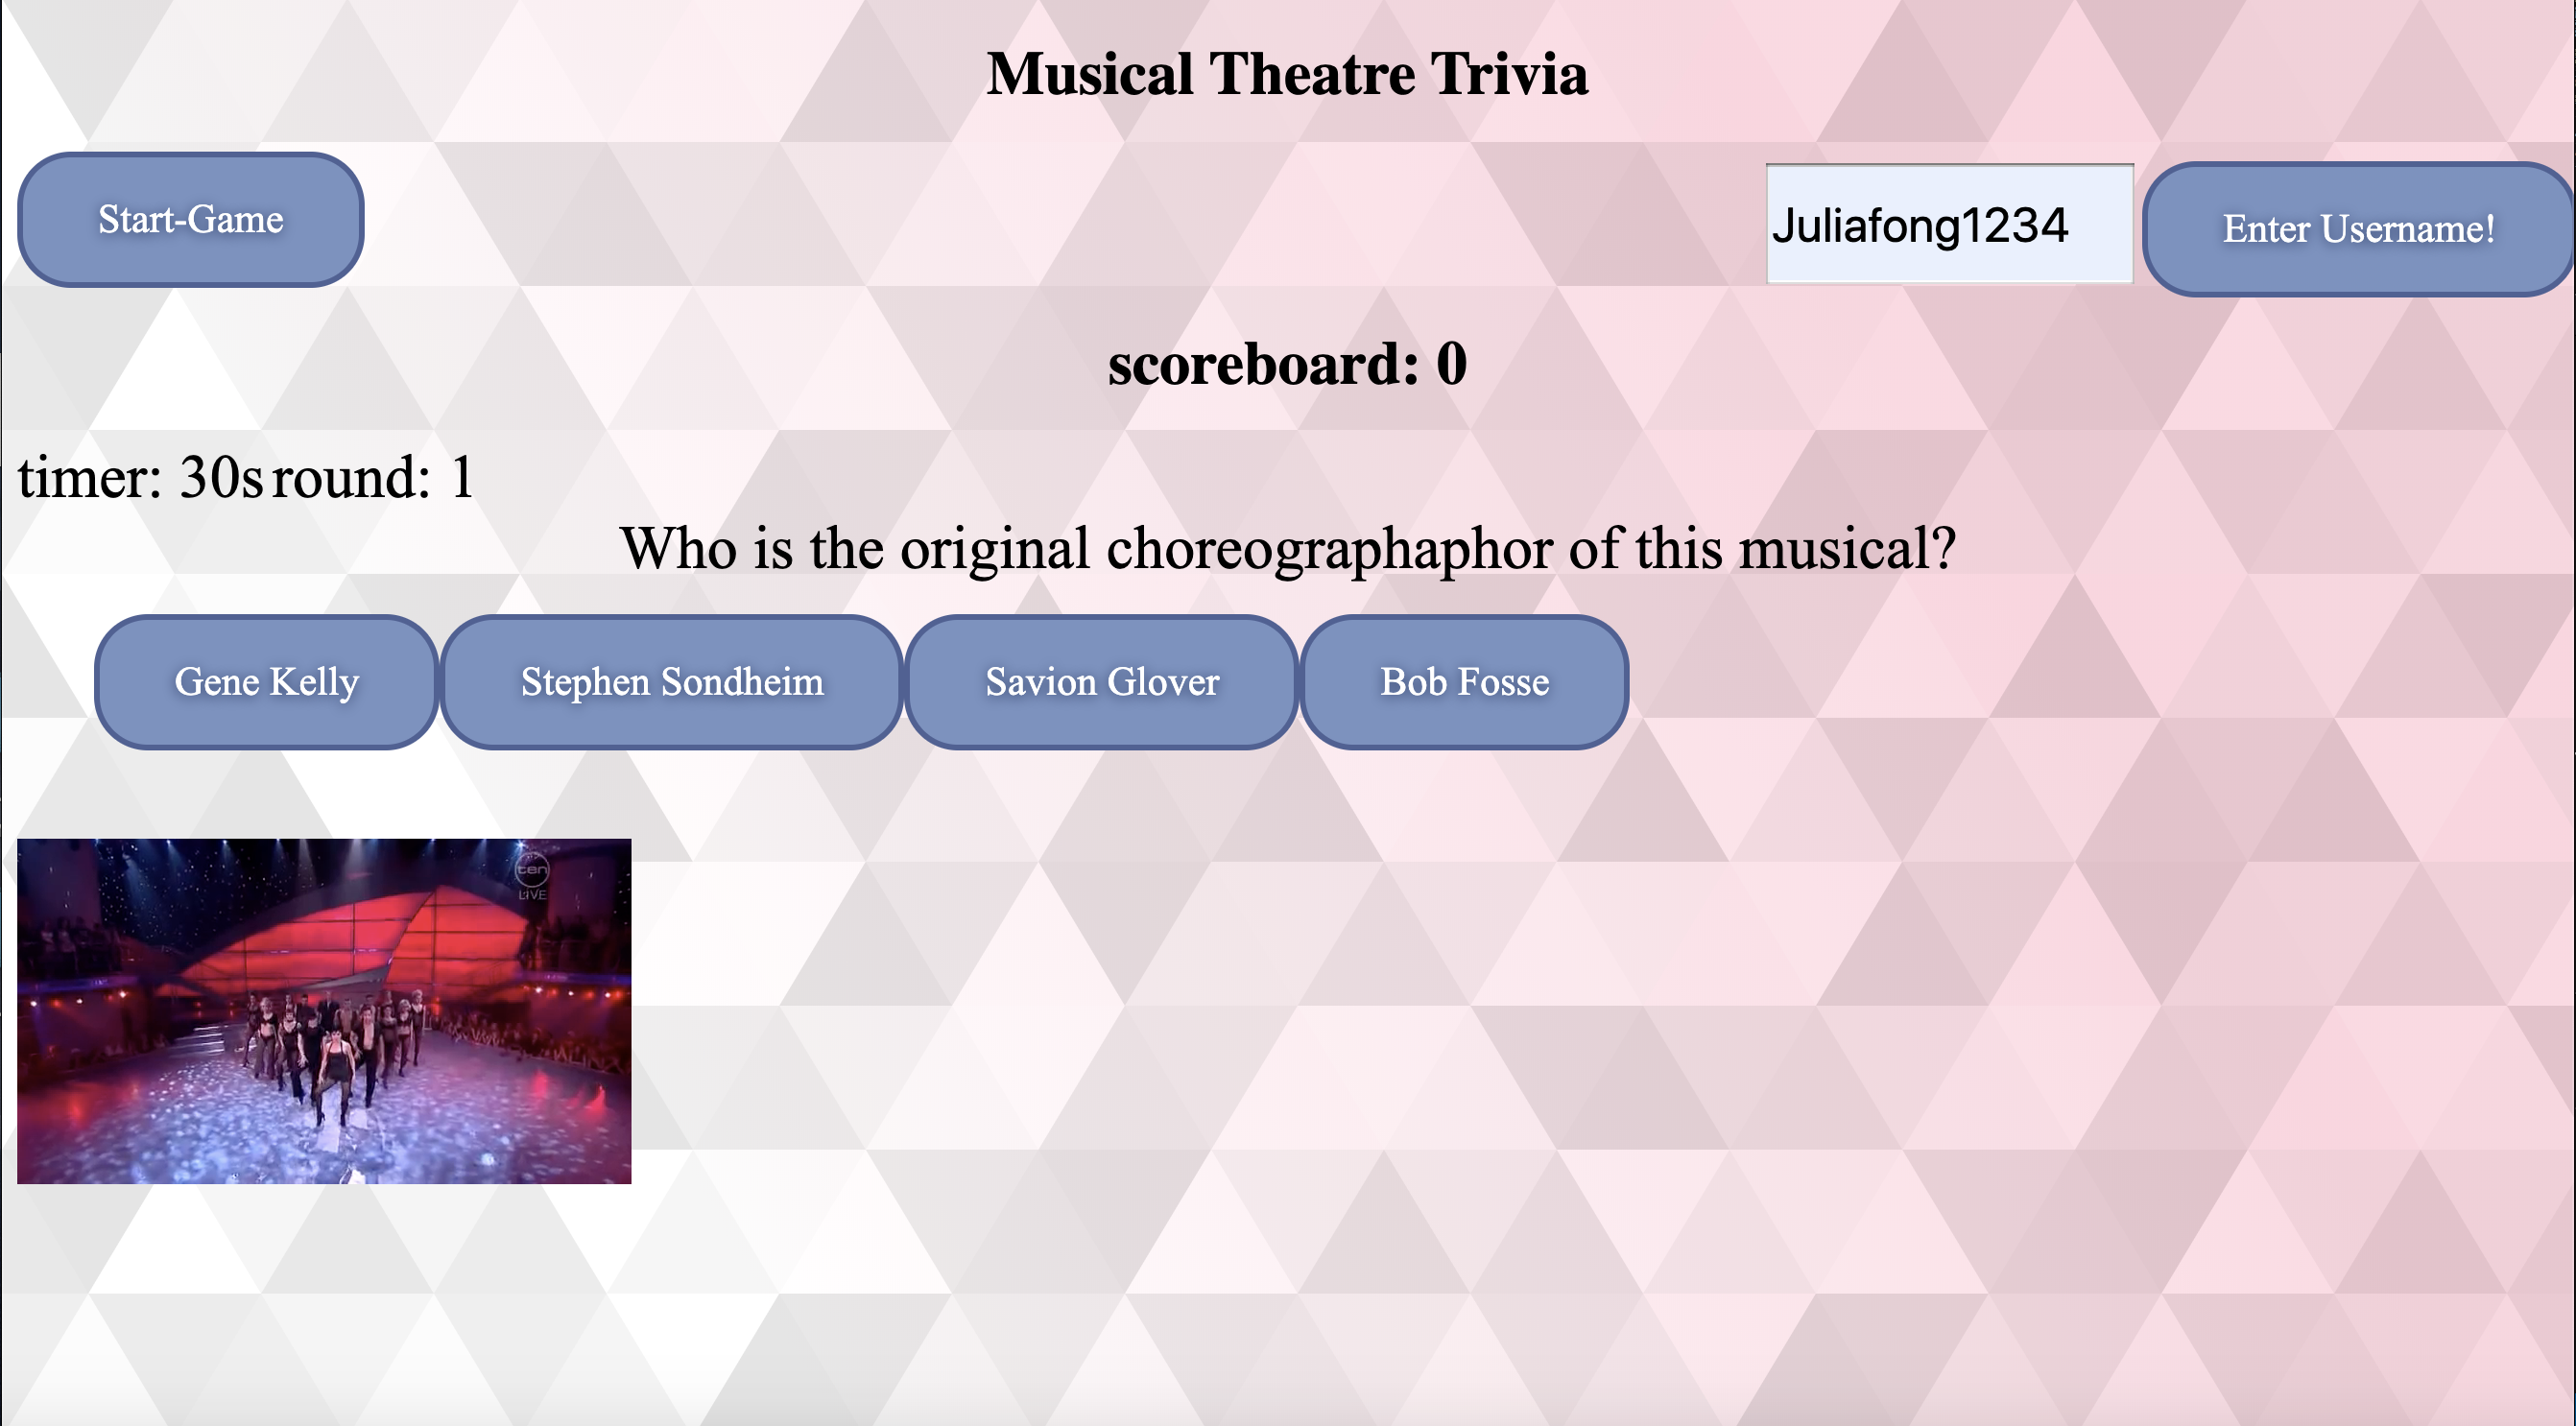 Musical Theatre Trivia
Start-Game
Juliafong1234
Enter Username!
scoreboard: 0
timer: 30s round: 1
Who is the original choreographaphor of this musical?
Gene Kelly
Stephen Sondheim
Savion Glover
Bob Fosse
ten
LIVE